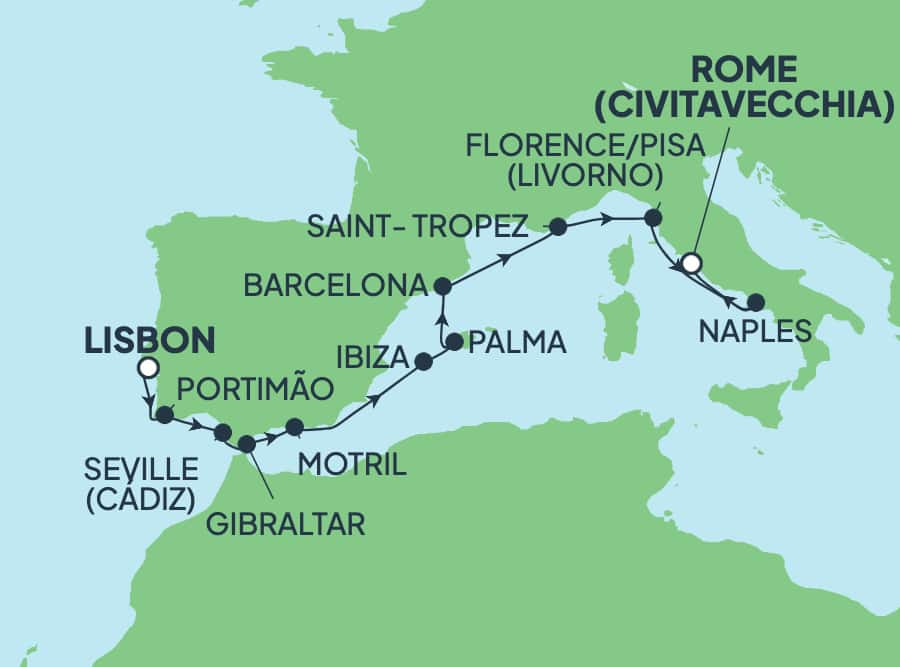 ROME
(CIVITAVECCHIA)
FLORENCE/PISA
(LIVORNO)
SAINT- TROPEZ
BARCELONA
NAPLES
LISBON
IBIZA
PALMA
PORTIMÃO
MOTRIL
SEVILLE
(CÁDIZ)
GIBRALTAR